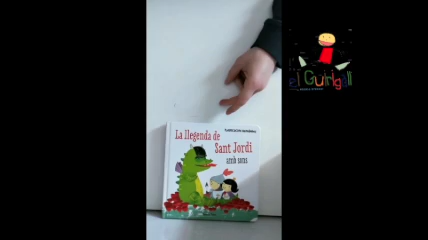 La llegenda de
Sant Jordi
amb sons
el Guirigall